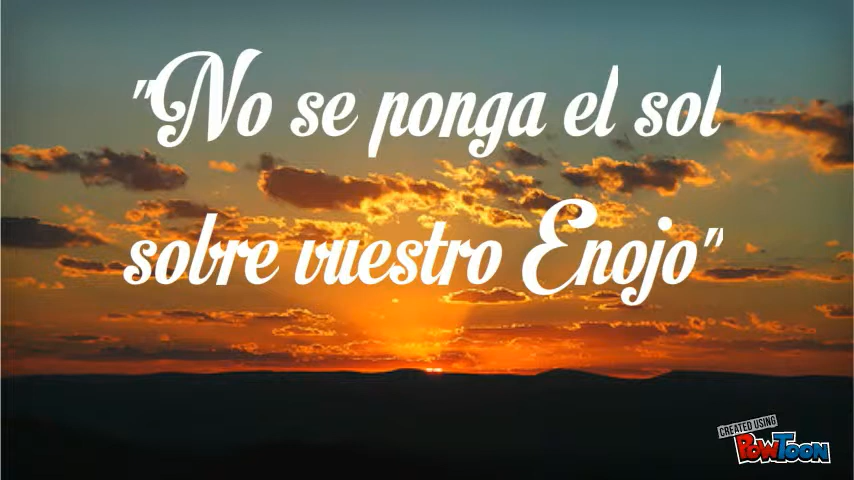 "No se ponga el sol
sobre vuestro Enojo"
CREATED USING
POWTOON